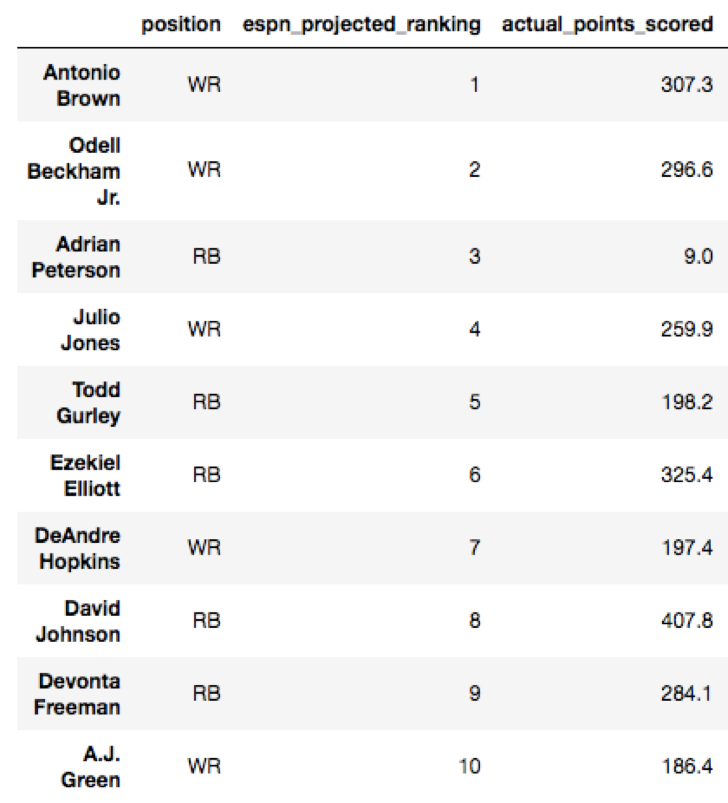 position espn_projected_ranking actual_points_scored
Antonio Brown WR 1 307.3
Odell Beckham Jr. WR 2 296.6
Adrian Peterson RB 3 9.0
Julio Jones WR 4 259.9
Todd Gurley RB 5 198.2
Ezekiel Elliott RB 6 325.4
DeAndre Hopkins WR 7 197.4
David Johnson RB 8 407.8
Devonta Freeman RB 9 284.1
A.J. Green WR 10 186.4